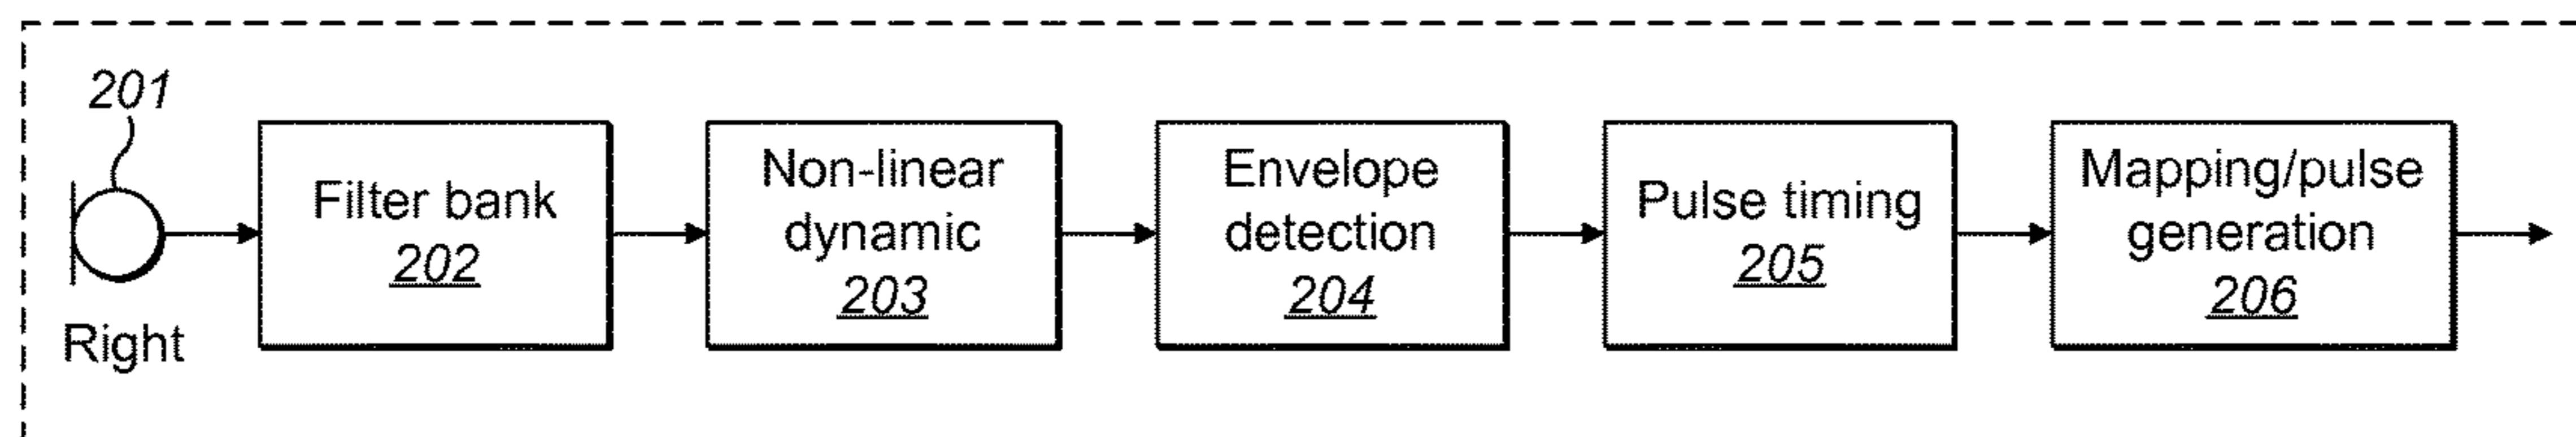 201
Right
Filter bank
202
Non-linear
dynamic
203
Envelope
detection
204
Pulse timing
205
Mapping/pulse
generation
206